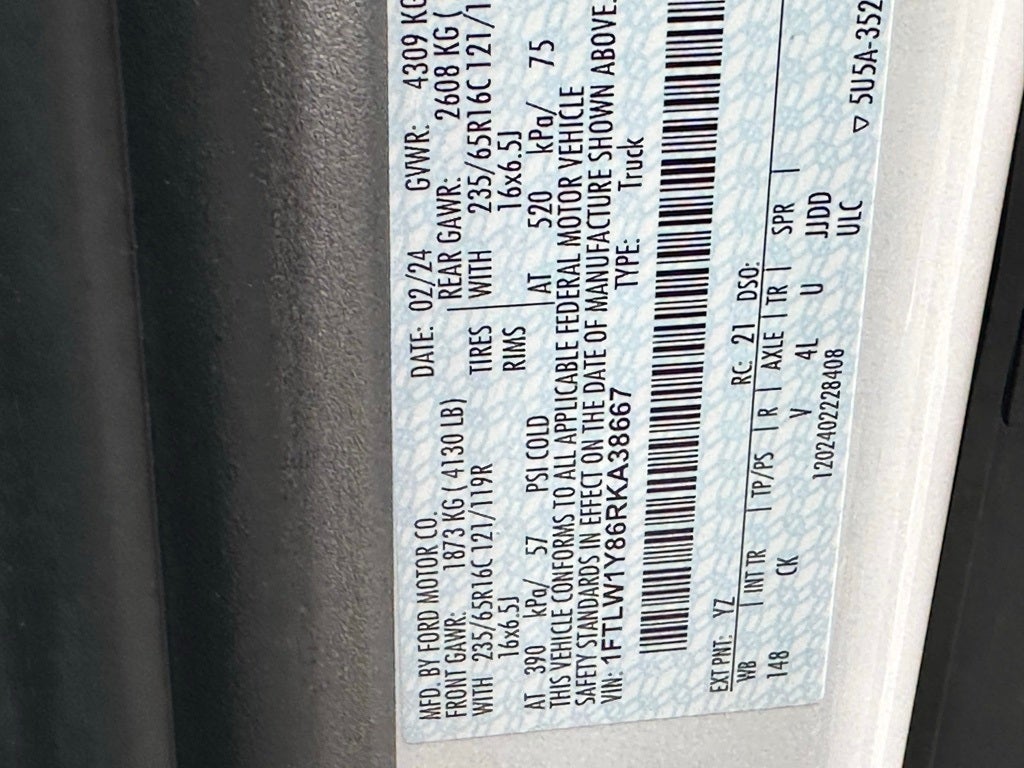 MFD. BY FORD MOTOR CO. DATE: 02/24 GVWR: 4309 KG
FRONT GAWR: 1873 KG ( 4130 LB) REAR GAWR: 2608 KG (
WITH 235/65R16C 121/119R TIRES WITH 235/65R16C 121/1
16x6.5J RIMS 16x6.5J
AT 390 kPa/ 57 PSI COLD AT 520 kPa/ 75
THIS VEHICLE CONFORMS TO ALL APPLICABLE FEDERAL MOTOR VEHICLE
SAFETY STANDARDS IN EFFECT ON THE DATE OF MANUFACTURE SHOWN ABOVE.
VIN: 1FTLW1Y86RKA38667 TYPE: Truck
EXT PNT: YZ RC: 21 DSO:
WB INT TR TP/PS R AXLE TR SPR
148 CK V 4L U JJDD
1202402228408 ULC
▽ 5U5A-352